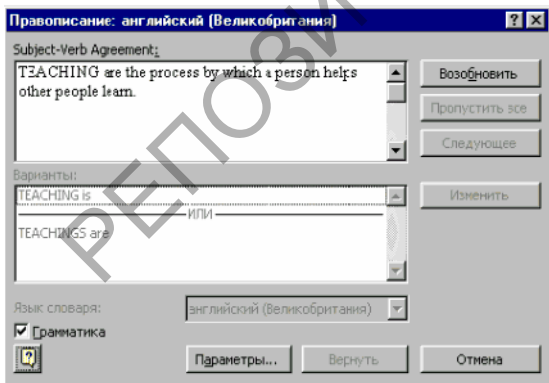 Правописание: английский (Великобритания)
Subject-Verb Agreement:
TEACHING are the process by which a person helps
other people learn.
Возобновить
Пропустить все
Следующее
Варианты:
TEACHING is
ИЛИ
TEACHINGS are
Изменить
Язык словаря:
английский (Великобритания)
Грамматика
Параметры...
Вернуть
Отмена
РЕПОЗИ